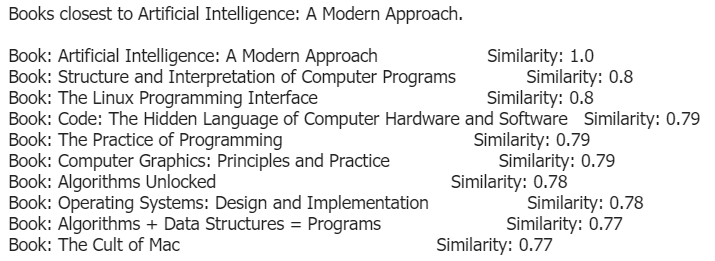 Books closest to Artificial Intelligence: A Modern Approach.
Book: Artificial Intelligence: A Modern Approach Similarity: 1.0
Book: Structure and Interpretation of Computer Programs Similarity: 0.8
Book: The Linux Programming Interface Similarity: 0.8
Book: Code: The Hidden Language of Computer Hardware and Software Similarity: 0.79
Book: The Practice of Programming Similarity: 0.79
Book: Computer Graphics: Principles and Practice Similarity: 0.79
Book: Algorithms Unlocked Similarity: 0.78
Book: Operating Systems: Design and Implementation Similarity: 0.78
Book: Algorithms + Data Structures = Programs Similarity: 0.77
Book: The Cult of Mac Similarity: 0.77